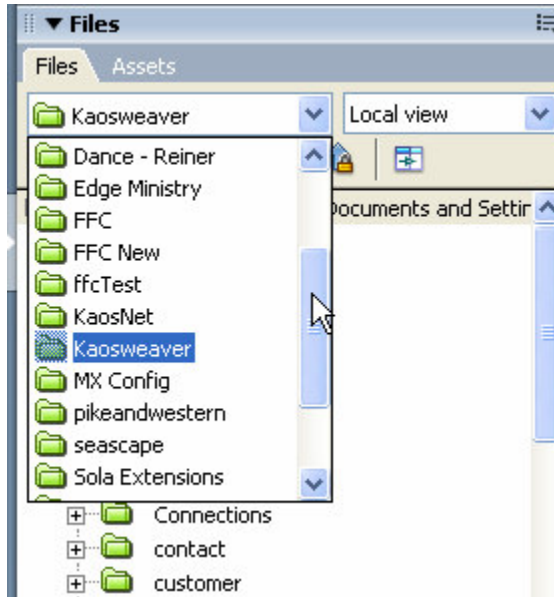 Files
Files Assets
Kaosweaver Local view
Dance - Reiner
Edge Ministry
FFC
FFC New
ffcTest
KaosNet
Kaosweaver
MX Config
pikeandwestern
seascape
Sola Extensions
Documents and Settin
Connections
contact
customer